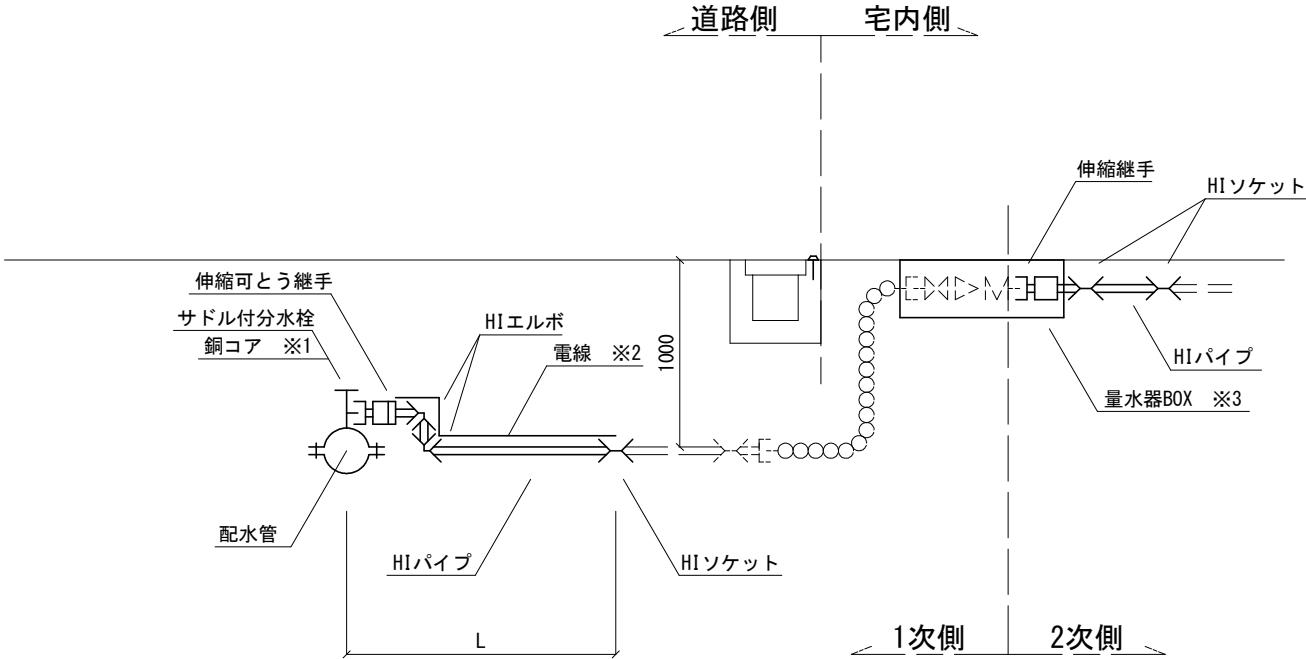 道路側
宅内側
伸縮継手
HIソケット
伸縮可とう継手
サドル付分水栓
銅コア ※1
HIエルボ
電線 ※2
1000
HIパイプ
量水器BOX ※3
配水管
HIパイプ
HIソケット
L
1次側
2次側